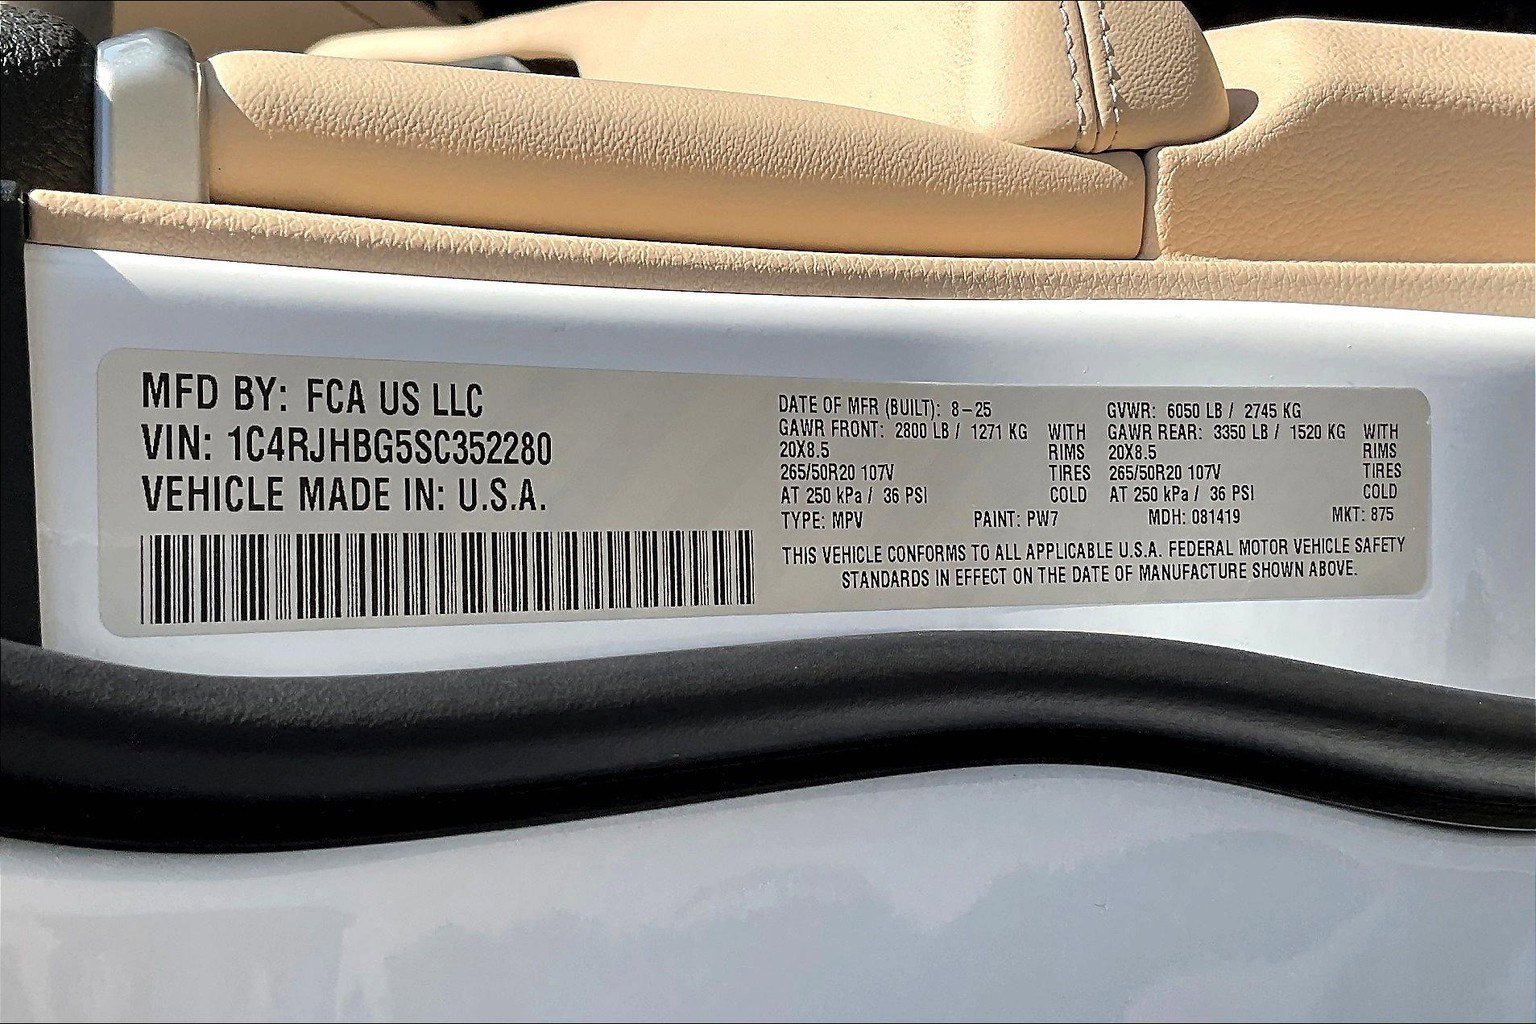 MFD BY: FCA US LLC
VIN: 1C4RJHBG5SC352280
VEHICLE MADE IN: U.S.A.
DATE OF MFR (BUILT): 8-25 GVWR: 6050 LB / 2745 KG
GAWR FRONT: 2800 LB / 1271 KG WITH GAWR REAR: 3350 LB / 1520 KG WITH
20X8.5 RIMS 20X8.5 RIMS
265/50R20 107V TIRES 265/50R20 107V TIRES
AT 250 kPa / 36 PSI COLD AT 250 kPa / 36 PSI COLD
TYPE: MPV PAINT: PW7 MDH: 081419 MKT: 875
THIS VEHICLE CONFORMS TO ALL APPLICABLE U.S.A. FEDERAL MOTOR VEHICLE SAFETY
STANDARDS IN EFFECT ON THE DATE OF MANUFACTURE SHOWN ABOVE.